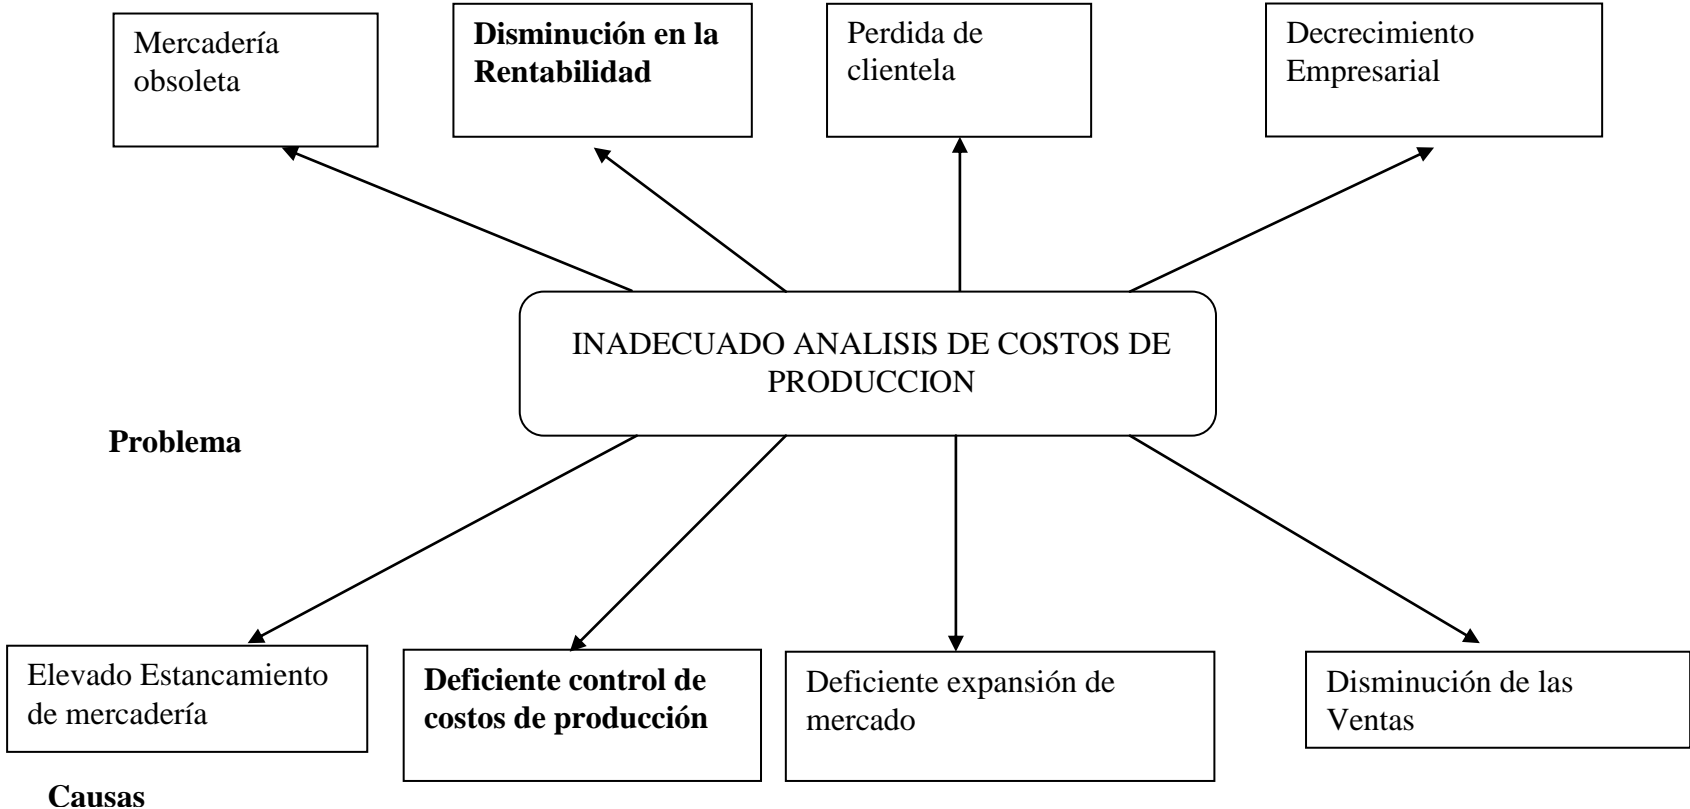 Mercadería
obsoleta
Disminución en la
Rentabilidad
Perdida de
clientela
Decrecimiento
Empresarial
INADECUADO ANALISIS DE COSTOS DE
PRODUCCION
Problema
Elevado Estancamiento
de mercadería
Deficiente control de
costos de producción
Deficiente expansión de
mercado
Disminución de las
Ventas
Causas